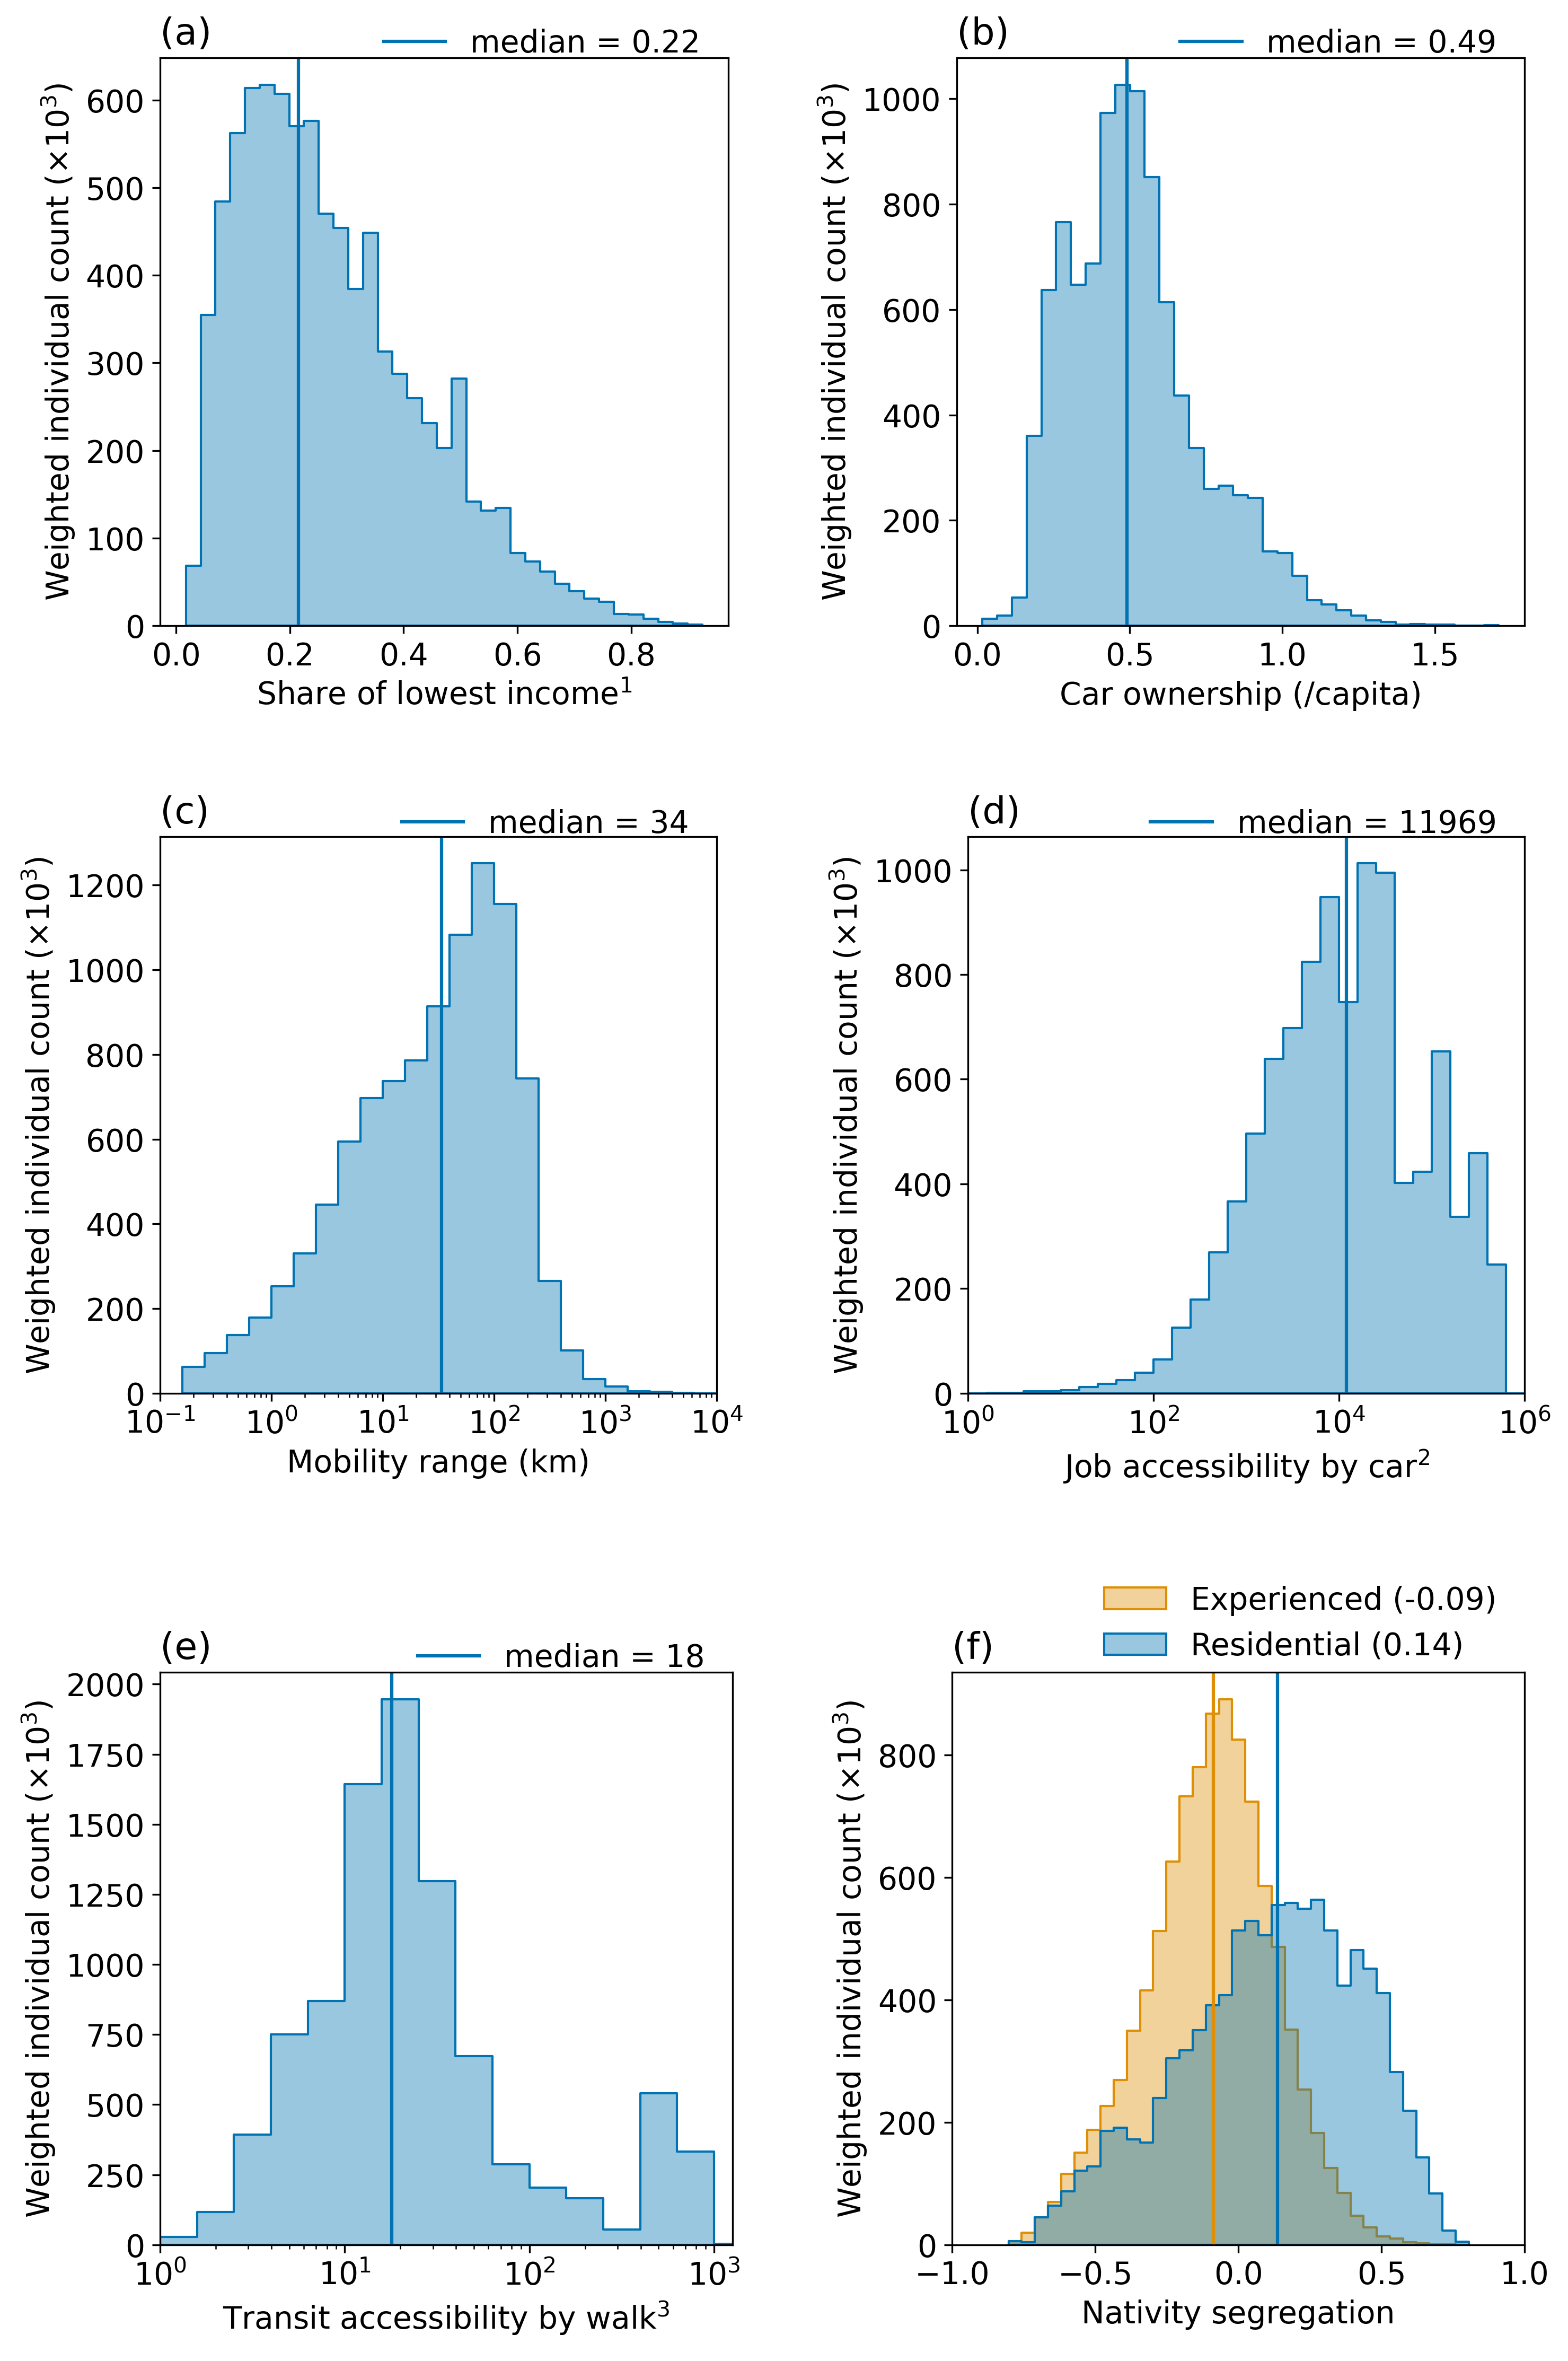 (a)
median = 0.22
Weighted individual count (×10³)
600
500
400
300
200
100
0
0.0 0.2 0.4 0.6 0.8
Share of lowest income¹
(b)
median = 0.49
Weighted individual count (×10³)
1000
800
600
400
200
0
0.0 0.5 1.0 1.5
Car ownership (/capita)
(c)
median = 34
Weighted individual count (×10³)
1200
1000
800
600
400
200
0
10⁻¹ 10⁰ 10¹ 10² 10³ 10⁴
Mobility range (km)
(d)
median = 11969
Weighted individual count (×10³)
1000
800
600
400
200
0
10⁰ 10² 10⁴ 10⁶
Job accessibility by car²
(e)
median = 18
Weighted individual count (×10³)
2000
1750
1500
1250
1000
750
500
250
0
10⁰ 10¹ 10² 10³
Transit accessibility by walk³
(f)
Experienced (-0.09)
Residential (0.14)
Weighted individual count (×10³)
800
600
400
200
0
−1.0 −0.5 0.0 0.5 1.0
Nativity segregation